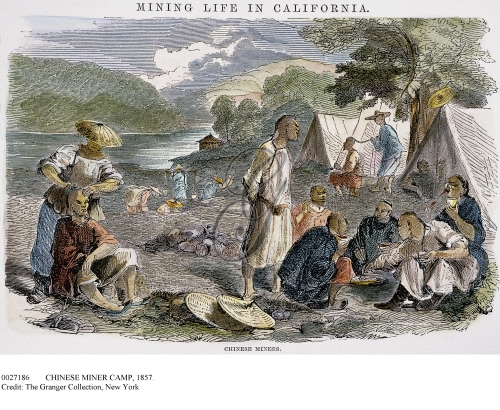 MINING LIFE IN CALIFORNIA.
CHINESE MINERS.
0027186 CHINESE MINER CAMP, 1857.
Credit: The Granger Collection, New York